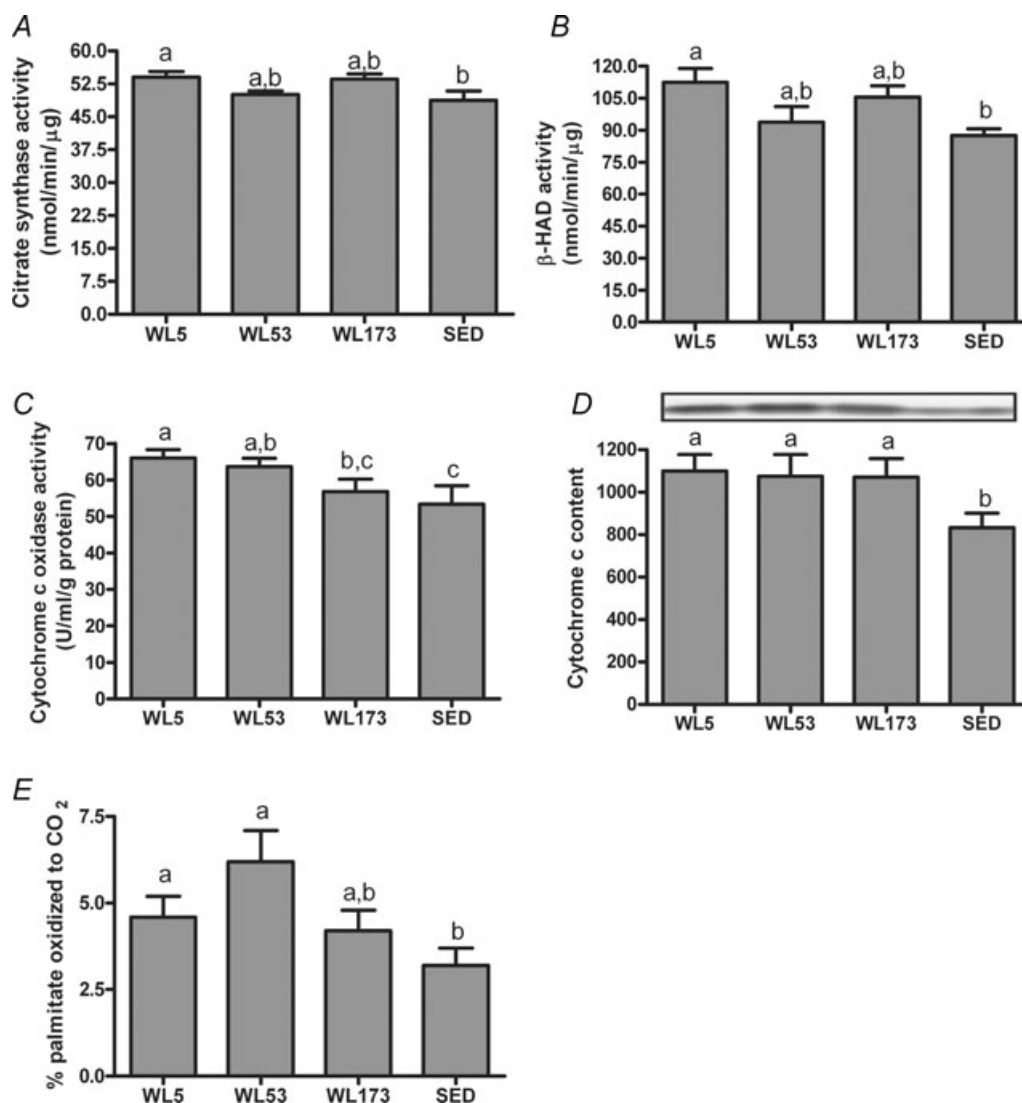 A
Citrate synthase activity
(nmol/min/μg)
60.0
52.5
45.0
37.5
30.0
22.5
15.0
7.5
0.0
a
a,b
a,b
b
WL5 WL53 WL173 SED
B
β-HAD activity
(nmol/min/μg)
120.0
105.0
90.0
75.0
60.0
45.0
30.0
15.0
0.0
a
a,b
a,b
b
WL5 WL53 WL173 SED
C
Cytochrome c oxidase activity
(U/ml/g protein)
70
60
50
40
30
20
10
0
a
a,b
b,c
c
WL5 WL53 WL173 SED
D
Cytochrome c content
1200
1000
800
600
400
200
0
a
a
a
b
WL5 WL53 WL173 SED
E
% palmitate oxidized to CO2
7.5
5.0
2.5
0.0
a
a
a,b
b
WL5 WL53 WL173 SED